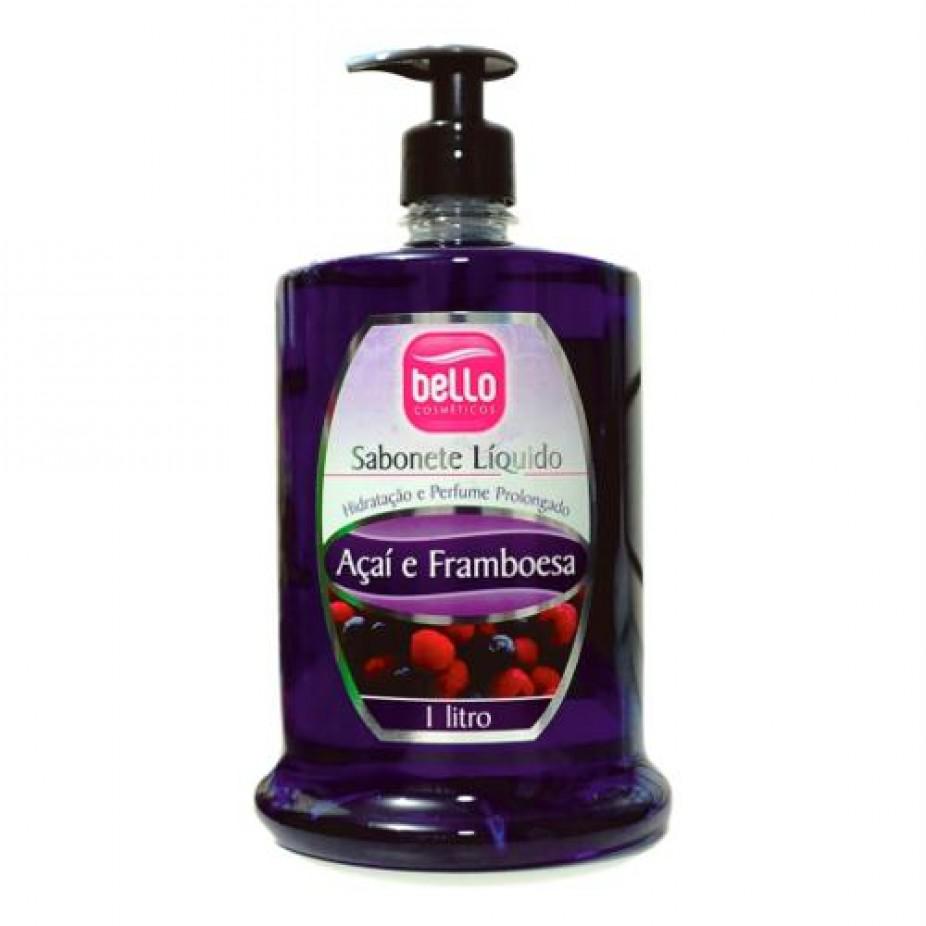 bello
COSMÉTICOS
Sabonete Líquido
Hidratação e Perfume Prolongado
Açaí e Framboesa
1 litro